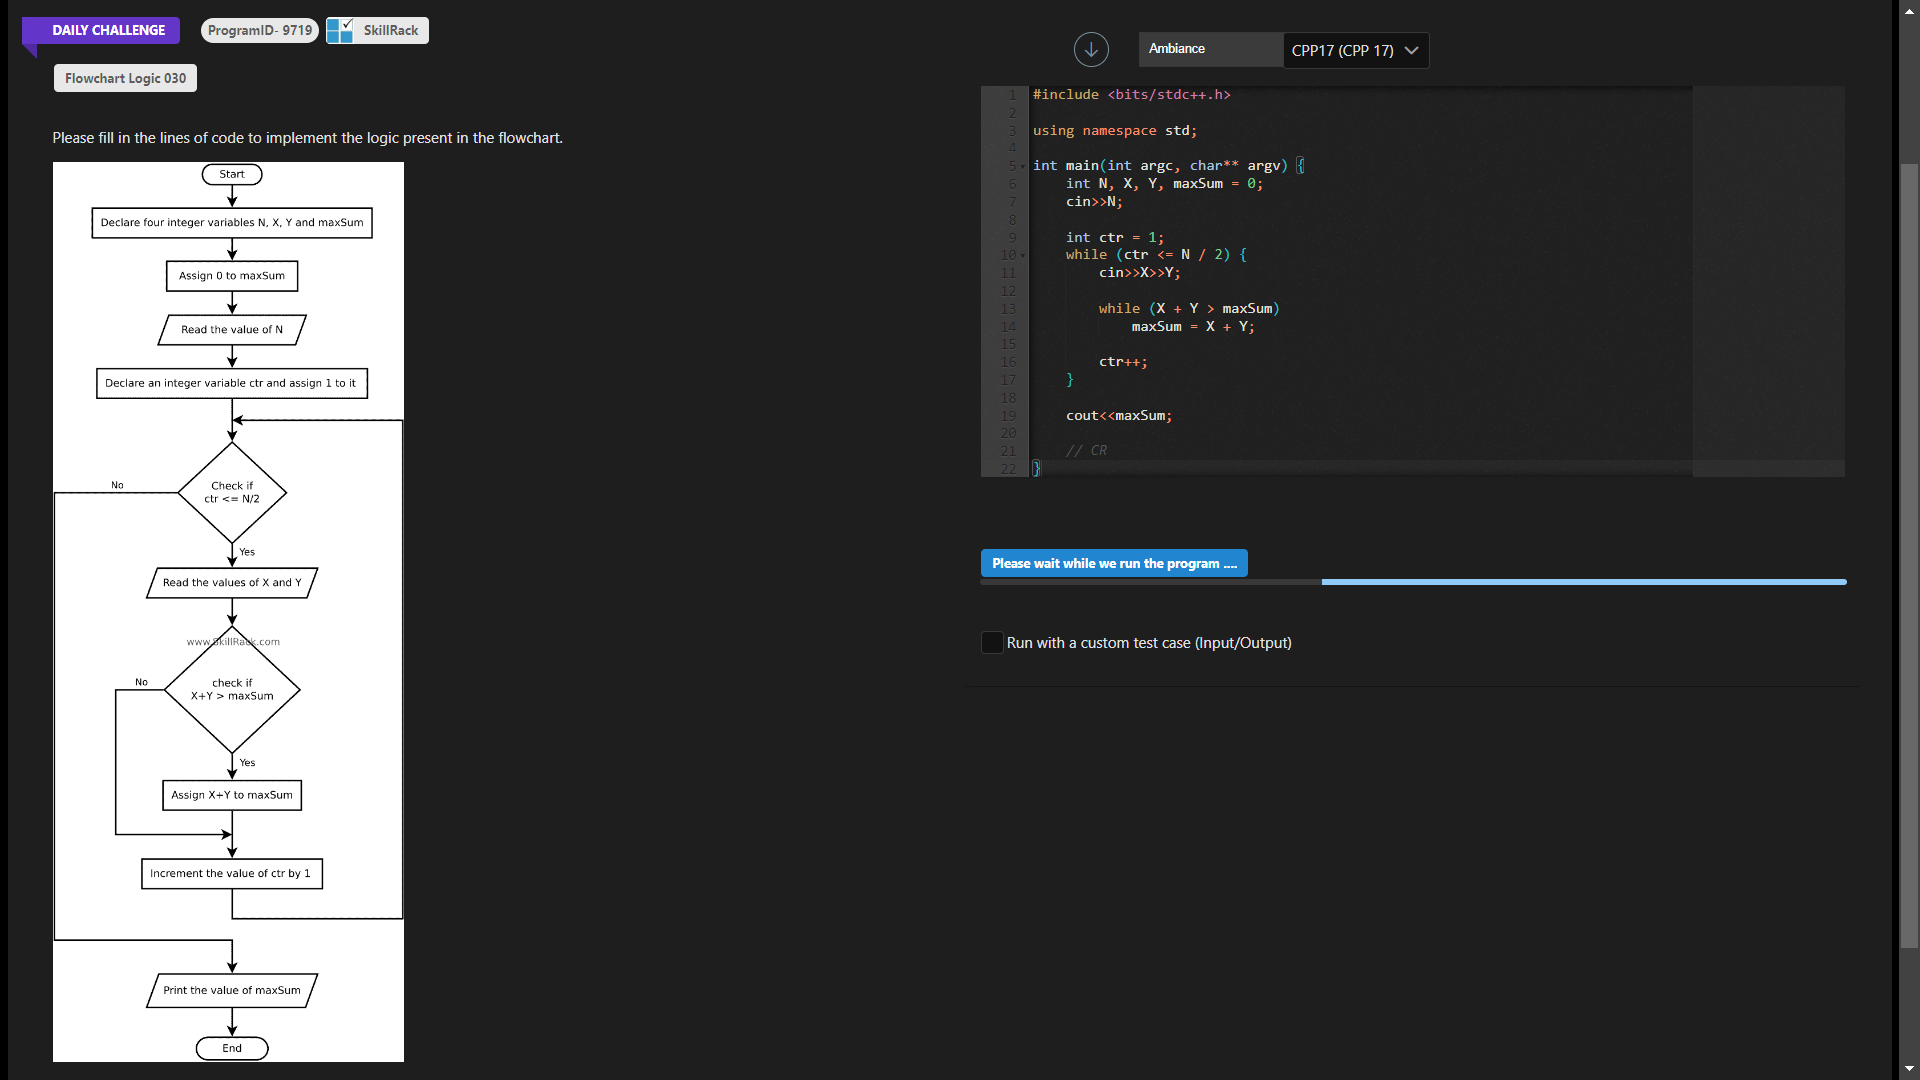 DAILY CHALLENGE
ProgramID- 9719
SkillRack
Flowchart Logic 030
Please fill in the lines of code to implement the logic present in the flowchart.
Start
Declare four integer variables N, X, Y and maxSum
Assign 0 to maxSum
Read the value of N
Declare an integer variable ctr and assign 1 to it
Check if
ctr <= N/2
No
Yes
Read the values of X and Y
www.SkillRack.com
check if
X+Y > maxSum
No
Yes
Assign X+Y to maxSum
Increment the value of ctr by 1
Print the value of maxSum
End
Ambiance
CPP17 (CPP 17)
1 #include <bits/stdc++.h>
2
3 using namespace std;
4
5 int main(int argc, char** argv) {
6     int N, X, Y, maxSum = 0;
7     cin>>N;
8
9     int ctr = 1;
10     while (ctr <= N / 2) {
11         cin>>X>>Y;
12
13         while (X + Y > maxSum)
14             maxSum = X + Y;
15
16         ctr++;
17     }
18
19     cout<<maxSum;
20
21     // CR
22 }
Please wait while we run the program ....
Run with a custom test case (Input/Output)